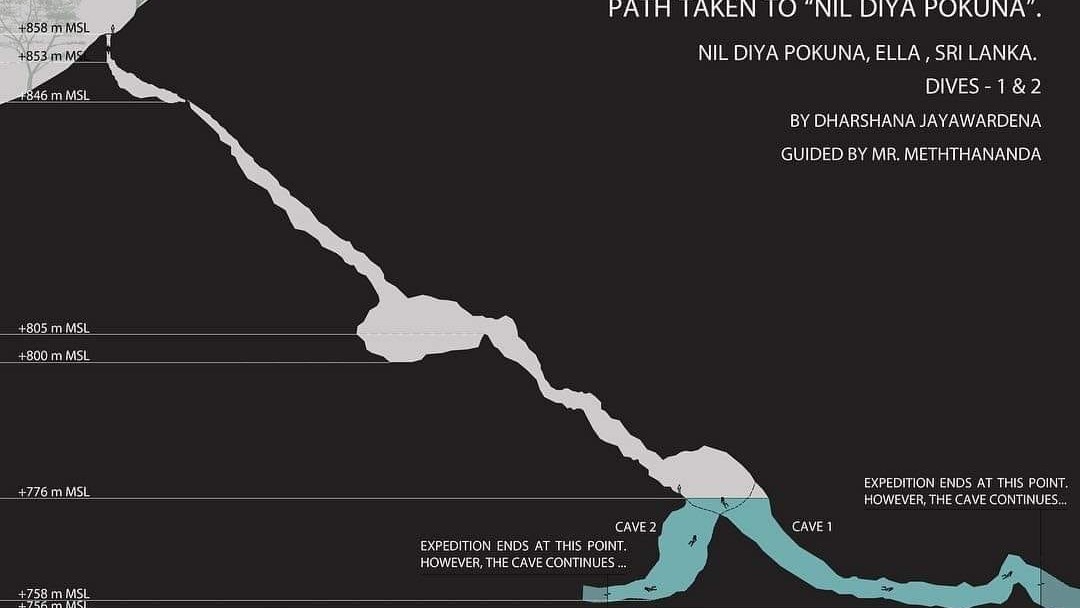 PATH TAKEN TO “NIL DIYA POKUNA”.
NIL DIYA POKUNA, ELLA , SRI LANKA.
DIVES - 1 & 2
BY DHARSHANA JAYAWARDENA
GUIDED BY MR. METHTHANANDA
+858 m MSL
+853 m MSL
+846 m MSL
+805 m MSL
+800 m MSL
+776 m MSL
EXPEDITION ENDS AT THIS POINT.
HOWEVER, THE CAVE CONTINUES...
CAVE 2
CAVE 1
EXPEDITION ENDS AT THIS POINT.
HOWEVER, THE CAVE CONTINUES ...
+758 m MSL
+756 m MSL